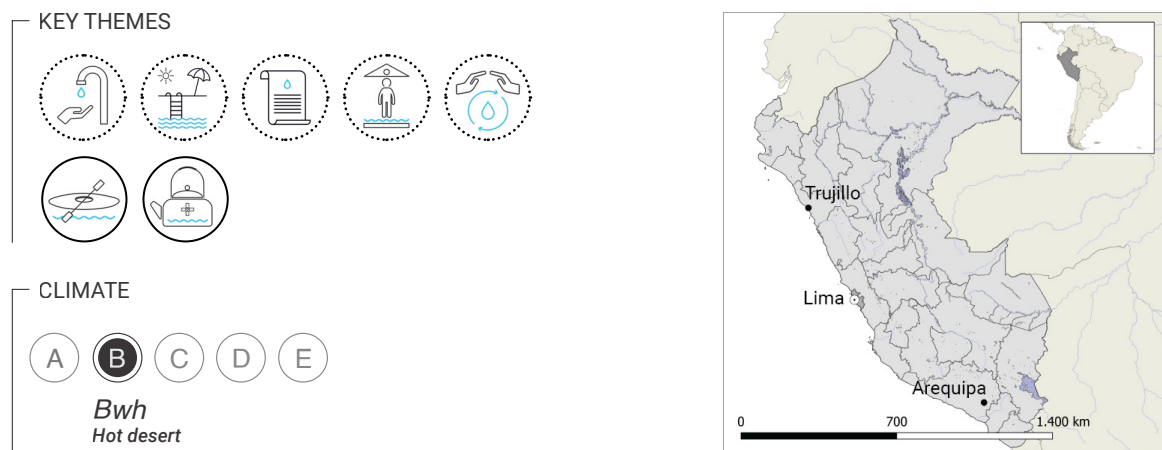 KEY THEMES
CLIMATE
A B C D E
Bwh
Hot desert
Trujillo
Lima
Arequipa
0 700 1.400 km